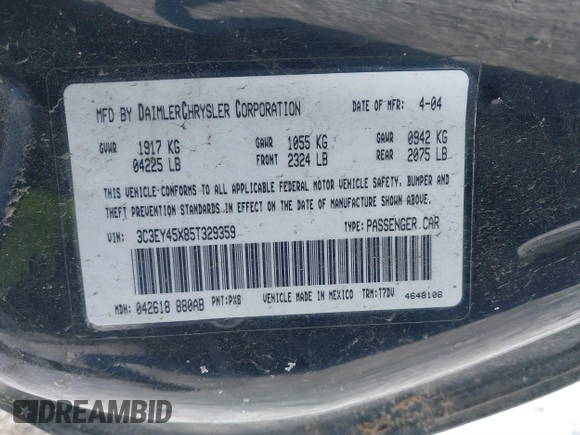 MFD BY DAIMLERCHRYSLER CORPORATION DATE OF MFR: 4-04
GVWR 1917 KG GAWR 1055 KG GAWR 0942 KG
04225 LB FRONT 2324 LB REAR 2075 LB
THIS VEHICLE CONFORMS TO ALL APPLICABLE FEDERAL MOTOR VEHICLE SAFETY, BUMPER AND
THEFT PREVENTION STANDARDS IN EFFECT ON THE DATE OF MANUFACTURE SHOWN ABOVE.
VIN: 3C3EY45X85T329359 TYPE: PASSENGER CAR
MDH: 042618 880AB PNT:PX8 VEHICLE MADE IN MEXICO TRM:T7DV 4648106
DREAMBID